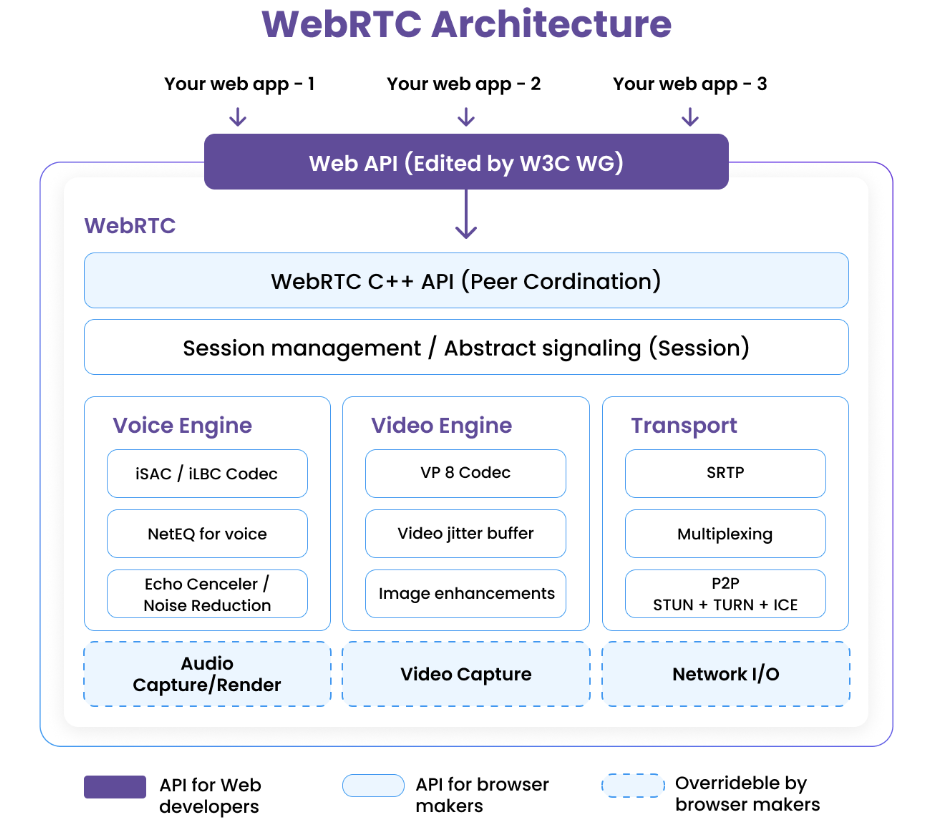 WebRTC Architecture
Your web app - 1
Your web app - 2
Your web app - 3
Web API (Edited by W3C WG)
WebRTC
WebRTC C++ API (Peer Cordination)
Session management / Abstract signaling (Session)
Voice Engine
iSAC / iLBC Codec
NetEQ for voice
Echo Cenceler /
Noise Reduction
Video Engine
VP 8 Codec
Video jitter buffer
Image enhancements
Transport
SRTP
Multiplexing
P2P
STUN + TURN + ICE
Audio
Capture/Render
Video Capture
Network I/O
API for Web
developers
API for browser
makers
Overrideble by
browser makers